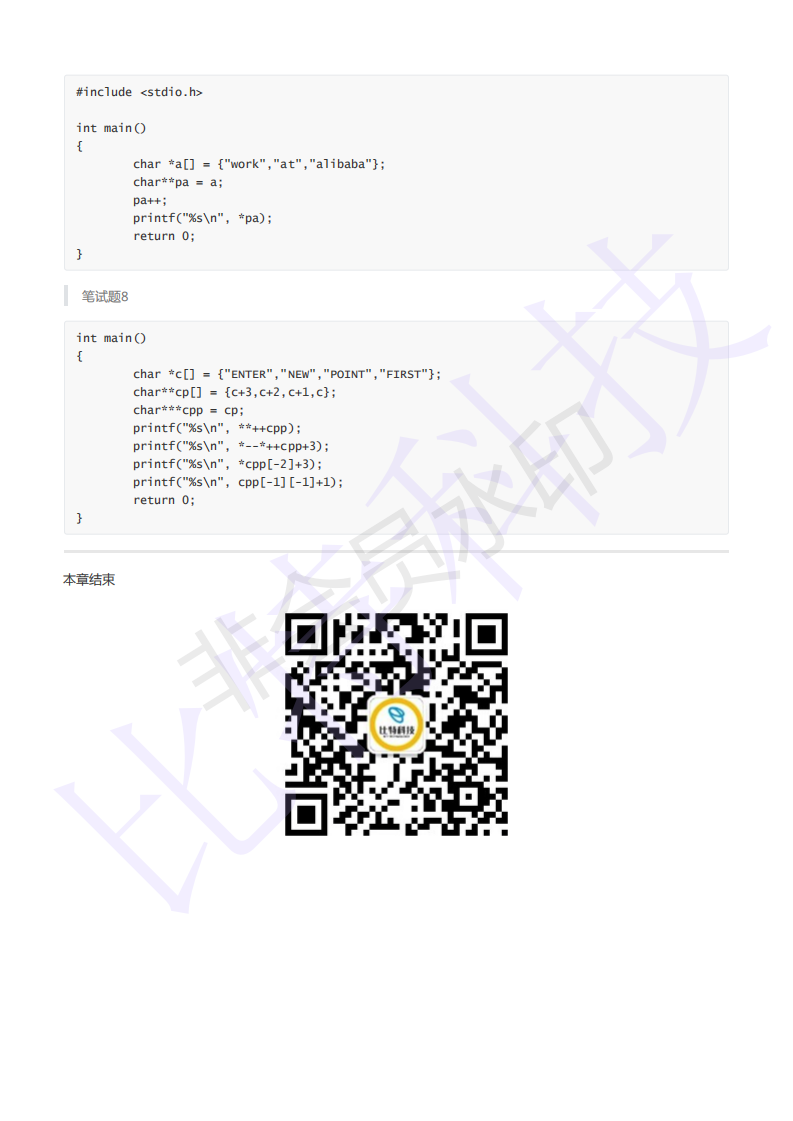 #include <stdio.h>
int main()
{
char *a[] = {"work","at","alibaba"};
char**pa = a;
pa++;
printf("%s\n", *pa);
return 0;
}
笔试题8
int main()
{
char *c[] = {"ENTER","NEW","POINT","FIRST"};
char**cp[] = {c+3,c+2,c+1,c};
char***cpp = cp;
printf("%s\n", **++cpp);
printf("%s\n", *--*++cpp+3);
printf("%s\n", *cpp[-2]+3);
printf("%s\n", cpp[-1][-1]+1);
return 0;
}
本章结束
比特科技
非会员水印
比特科技